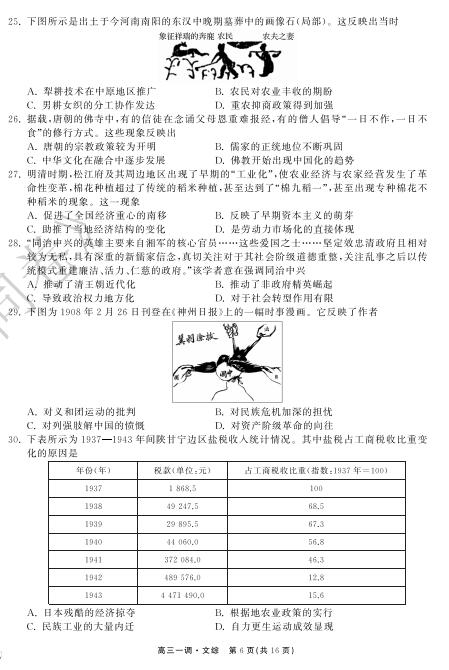 25. 下图所示是出土于今河南南阳的东汉中晚期墓葬中的画像石(局部)。这反映出当时
象征祥瑞的奔鹿 农民 农夫之妻
A. 犁耕技术在中原地区推广 B. 农民对农业丰收的期盼
C. 男耕女织的分工协作发达 D. 重农抑商政策得到加强
26. 据载,唐朝的佛寺中,有的信徒在念诵父母恩重难报经,有的僧人倡导“一日不作,一日不
食”的修行方式。这些现象反映出
A. 唐朝的宗教政策较为开明 B. 儒家的正统地位不断巩固
C. 中华文化在融合中逐步发展 D. 佛教开始出现中国化的趋势
27. 明清时期,松江府及其周边地区出现了早期的“工业化”,使农业经济与农家经营发生了革
命性变革,棉花种植超过了传统的稻米种植,甚至达到了“棉七稻一”,甚至出现专种棉花不
种稻米的现象。这一现象
A. 促进了全国经济重心的南移 B. 反映了早期资本主义的萌芽
C. 助推了当地经济结构的变化 D. 是劳动力市场化的直接体现
28. “同治中兴的英雄主要来自湘军的核心官员……这些爱国之士……坚定效忠清政府且相对
较为无私,具有深重的新儒家信念,真切关注对于其社会阶级道德重整,关注乱事之后以传
统模式重建廉洁、活力、仁慈的政府。”该学者意在强调同治中兴
A. 推动了清王朝近代化 B. 推动了非政府精英崛起
C. 导致政治权力地方化 D. 对于社会转型作用有限
29. 下图为 1908 年 2 月 26 日刊登在《神州日报》上的一幅时事漫画。它反映了作者
翼羽徐拔
A. 对义和团运动的批判 B. 对民族危机加深的担忧
C. 对列强肢解中国的愤慨 D. 对资产阶级革命的向往
30. 下表所示为 1937—1943 年间陕甘宁边区盐税收入统计情况。其中盐税占工商税收比重变
化的原因是
年份(年) 税款(单位:元) 占工商税收比重(指数:1937 年=100)
1937 1 868.5 100
1938 49 247.5 68.5
1939 29 895.5 67.3
1940 44 060.0 56.8
1941 372 084.0 46.3
1942 489 576.0 12.8
1943 4 471 490.0 15.6
A. 日本残酷的经济掠夺 B. 根据地农业政策的实行
C. 民族工业的大量内迁 D. 自力更生运动成效显现
高三一调·文综 第 6 页(共 16 页)